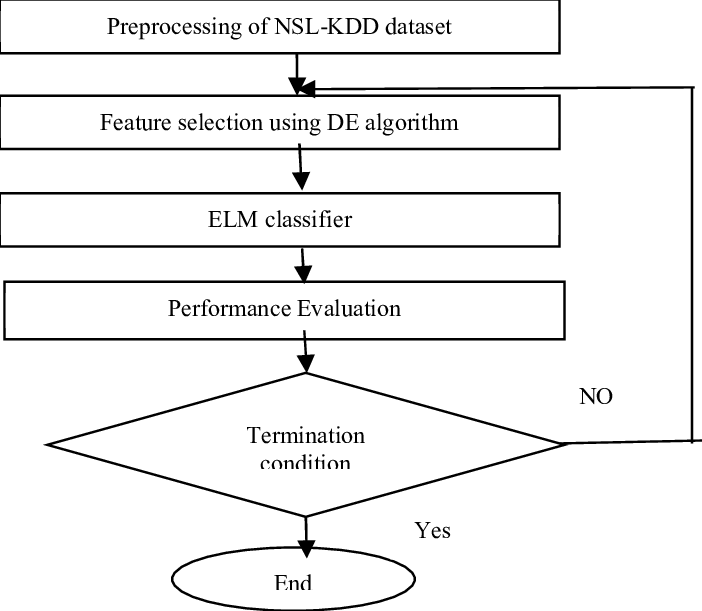 Preprocessing of NSL-KDD dataset
Feature selection using DE algorithm
ELM classifier
Performance Evaluation
NO
Termination
condition
Yes
End